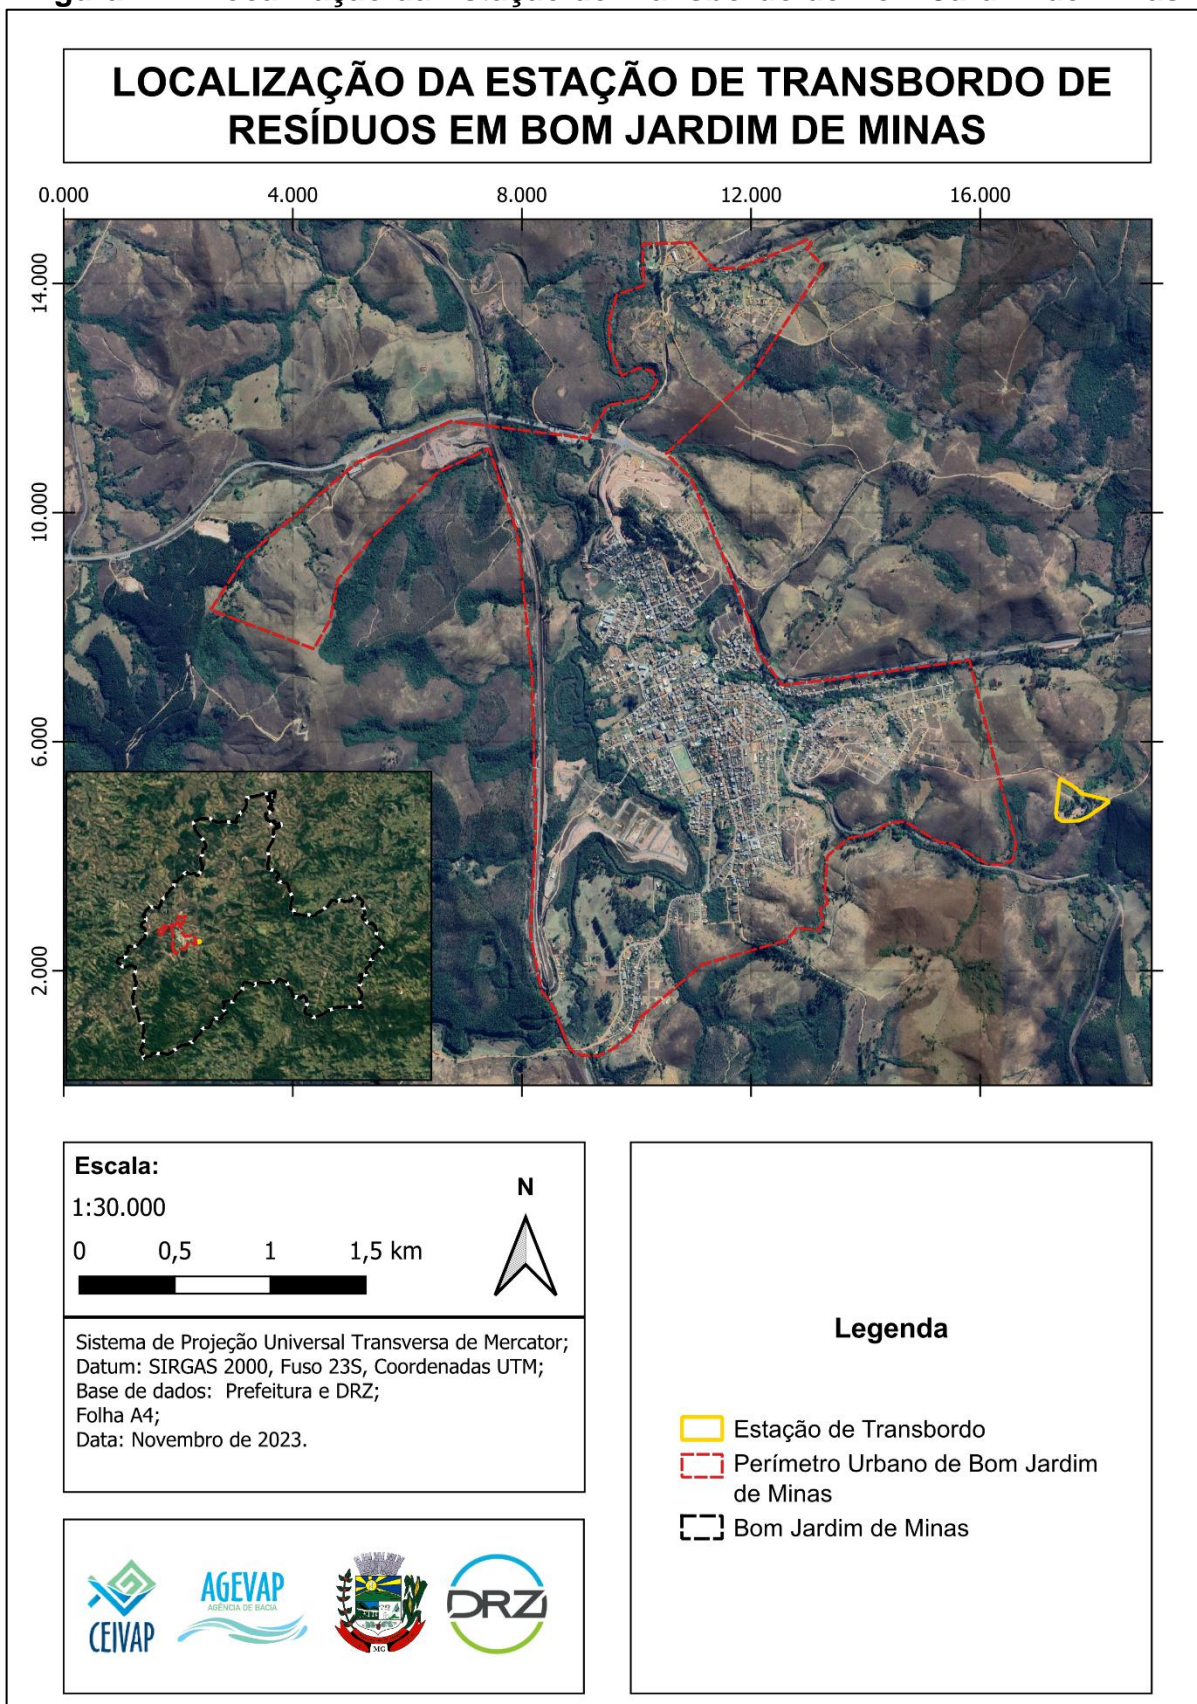 LOCALIZAÇÃO DA ESTAÇÃO DE TRANSBORDO DE
RESÍDUOS EM BOM JARDIM DE MINAS
0.000 4.000 8.000 12.000 16.000
14.000
10.000
6.000
2.000
Escala:
1:30.000
0 0,5 1 1,5 km
N
Sistema de Projeção Universal Transversa de Mercator;
Datum: SIRGAS 2000, Fuso 23S, Coordenadas UTM;
Base de dados: Prefeitura e DRZ;
Folha A4;
Data: Novembro de 2023.
Legenda
Estação de Transbordo
Perímetro Urbano de Bom Jardim
de Minas
Bom Jardim de Minas
CEIVAP
AGEVAP
AGÊNCIA DE BACIA
MG
DRZ